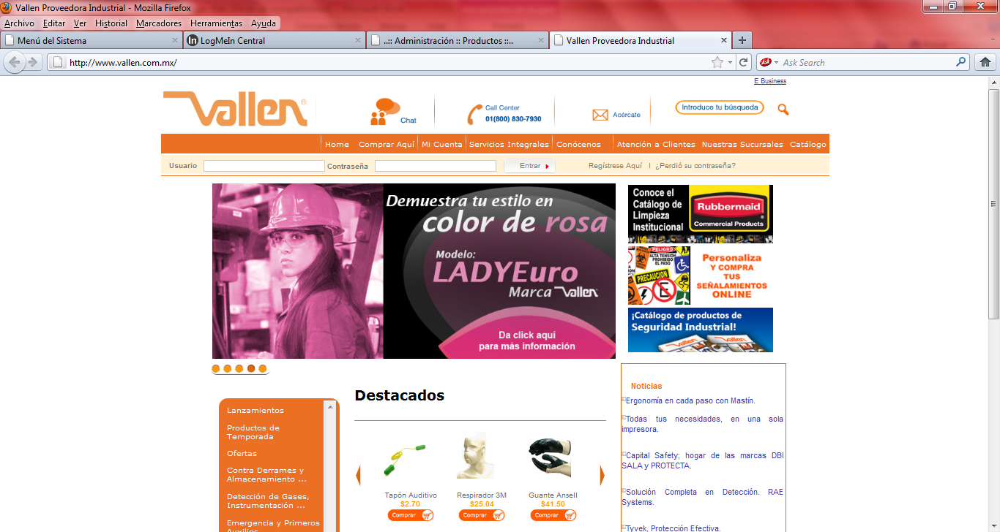 Vallen Proveedora Industrial - Mozilla Firefox
Archivo Editar Ver Historial Marcadores Herramientas Ayuda
Menú del Sistema
LogMeIn Central
..:: Administración :: Productos ::..
Vallen Proveedora Industrial
http://www.vallen.com.mx/
Ask
Ask Search
E Business
Vallen®
Chat
Call Center
01(800) 830-7930
Acércate
Introduce tu búsqueda
Home Comprar Aquí Mi Cuenta Servicios Integrales Conócenos Atención a Clientes Nuestras Sucursales Catálogo
Usuario Contraseña Entrar Regístrese Aquí I ¿Perdió su contraseña?
Demuestra tu estilo en
color de rosa
Modelo:
LADYEuro
Marca Vallen
Da click aquí
para más información
Conoce el
Catálogo de
Limpieza
Institucional
Rubbermaid
Commercial Products
PELIGRO
ALTA TENSION
PROHIBIDO
EL PASO
PRECAUCION
Personaliza
Y COMPRA
TUS
SEÑALAMIENTOS
ONLINE
¡Catálogo de productos de
Seguridad Industrial!
Lanzamientos
Productos de
Temporada
Ofertas
Contra Derrames y
Almacenamiento ...
Detección de Gases,
Instrumentación ...
Emergencia y Primeros
Auxilios
Destacados
Tapón Auditivo
$2.70
Comprar
Respirador 3M
$25.04
Comprar
Guante Ansell
$41.50
Comprar
Noticias
Ergonomía en cada paso con Mastín.
Todas tus necesidades, en una sola
impresora.
Capital Safety; hogar de las marcas DBI
SALA y PROTECTA.
Solución Completa en Detección. RAE
Systems.
Tyvek, Protección Efectiva.